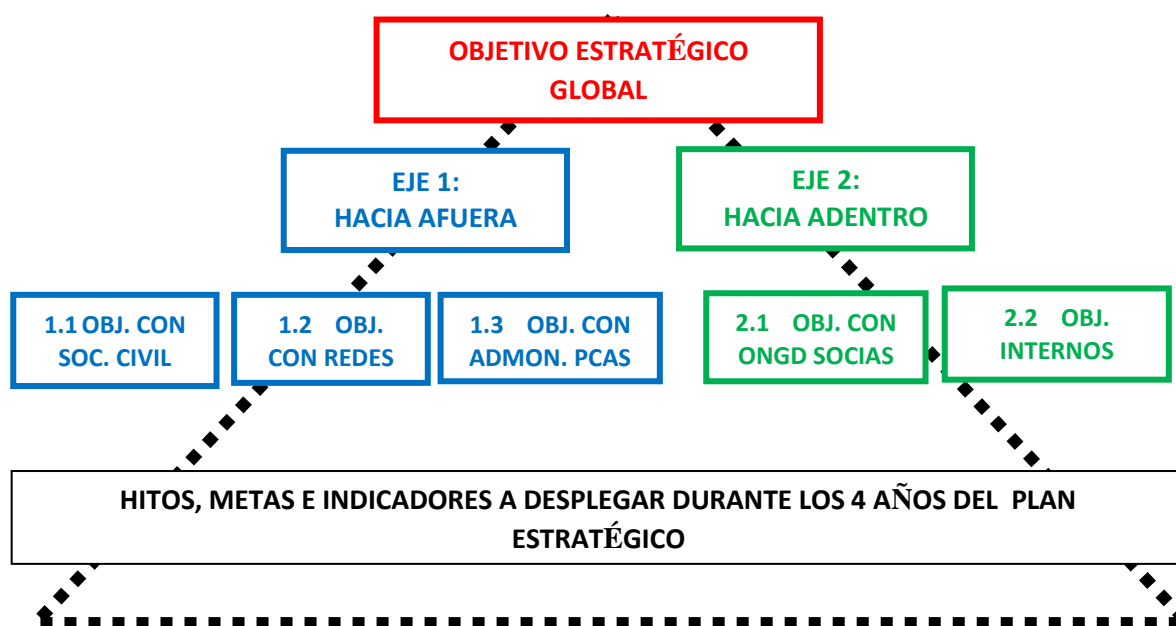 OBJETIVO ESTRATÉGICO
GLOBAL
EJE 1:
HACIA AFUERA
EJE 2:
HACIA ADENTRO
1.1 OBJ. CON
SOC. CIVIL
1.2 OBJ.
CON REDES
1.3 OBJ. CON
ADMON. PCAS
2.1 OBJ. CON
ONGD SOCIAS
2.2 OBJ.
INTERNOS
HITOS, METAS E INDICADORES A DESPLEGAR DURANTE LOS 4 AÑOS DEL PLAN
ESTRATÉGICO